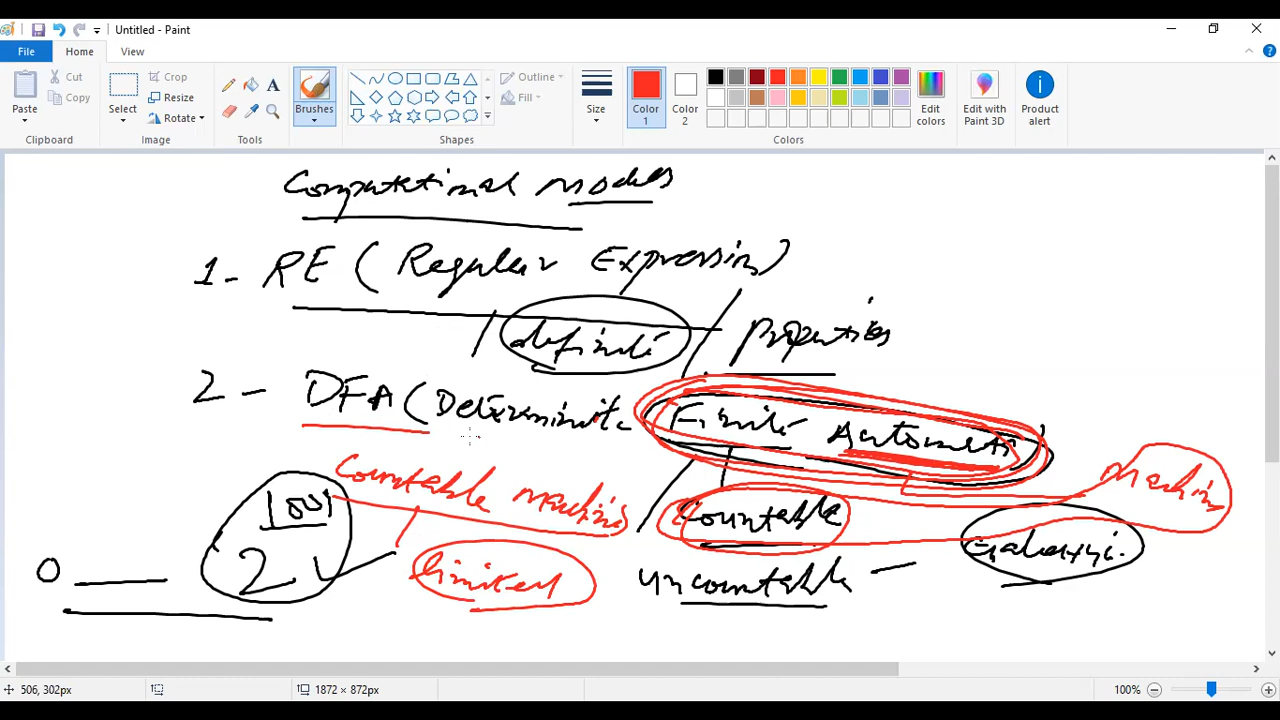 Untitled - Paint
File Home View
Paste Cut Copy Clipboard
Select Crop Resize Rotate Image
Tools
Brushes
Shapes Outline Fill
Size
Color 1 Color 2
Colors
Edit colors
Edit with Paint 3D
Product alert
Computational models
1 - RE ( Regular Expression )
definite properties
2 - DFA ( Deterministic Finite Automata )
Countable machine Countable Machine
1001
2 limited uncountable - Galaxy
0
506, 302px 1872 × 872px 100%